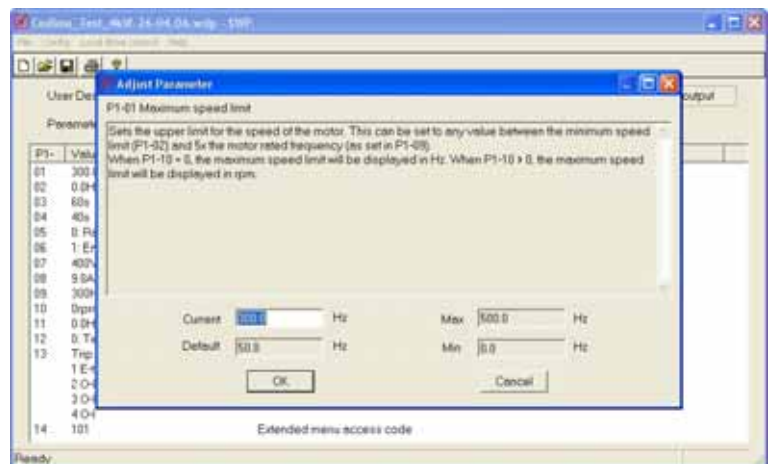 Endless_Test_4kW 26-04.06.wdp - SWP
File Config Local drive control Help
User Des
output
Paramete
Adjust Parameter
P1-01 Maximum speed limit
Sets the upper limit for the speed of the motor. This can be set to any value between the minimum speed
limit (P1-02) and 5x the motor rated frequency (as set in P1-09).
When P1-10 = 0, the maximum speed limit will be displayed in Hz. When P1-10 > 0, the maximum speed
limit will be displayed in rpm.
Current 300.0 Hz Max 500.0 Hz
Default 50.0 Hz Min 0.0 Hz
OK Cancel
P1- Valu
01 300.
02 0.0H
03 60s
04 40s
05 0: Re
06 1: En
07 400V
08 9.0A
09 300H
10 0rpm
11 0.0H
12 0: Te
13 Trip
1 E-t
2 O-I
3 O-I
4 O-I
14 101 Extended menu access code
Ready